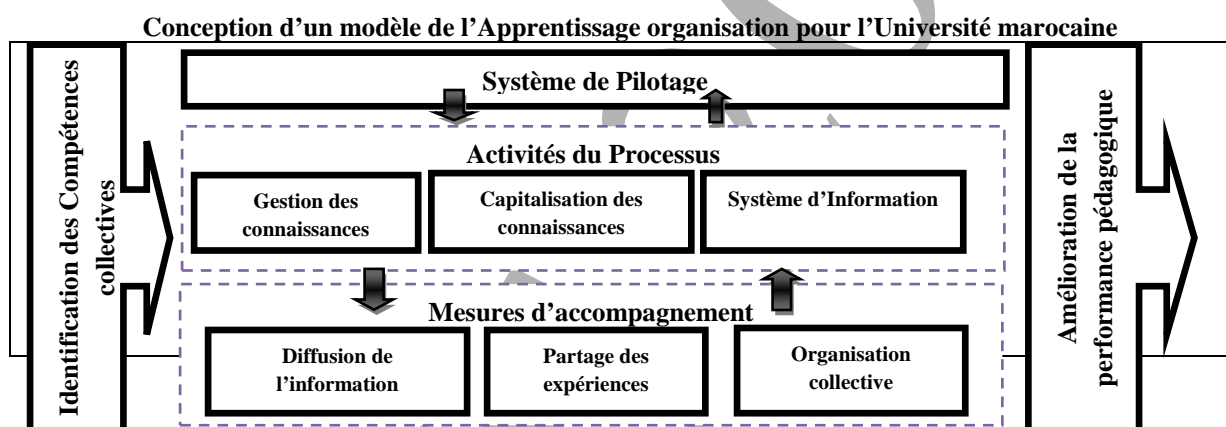 Conception d’un modèle de l’Apprentissage organisation pour l’Université marocaine
Identification des Compétences
collectives
Système de Pilotage
Activités du Processus
Gestion des
connaissances
Capitalisation des
connaissances
Système d’Information
Mesures d’accompagnement
Diffusion de
l’information
Partage des
expériences
Organisation
collective
Amélioration de la
performance pédagogique